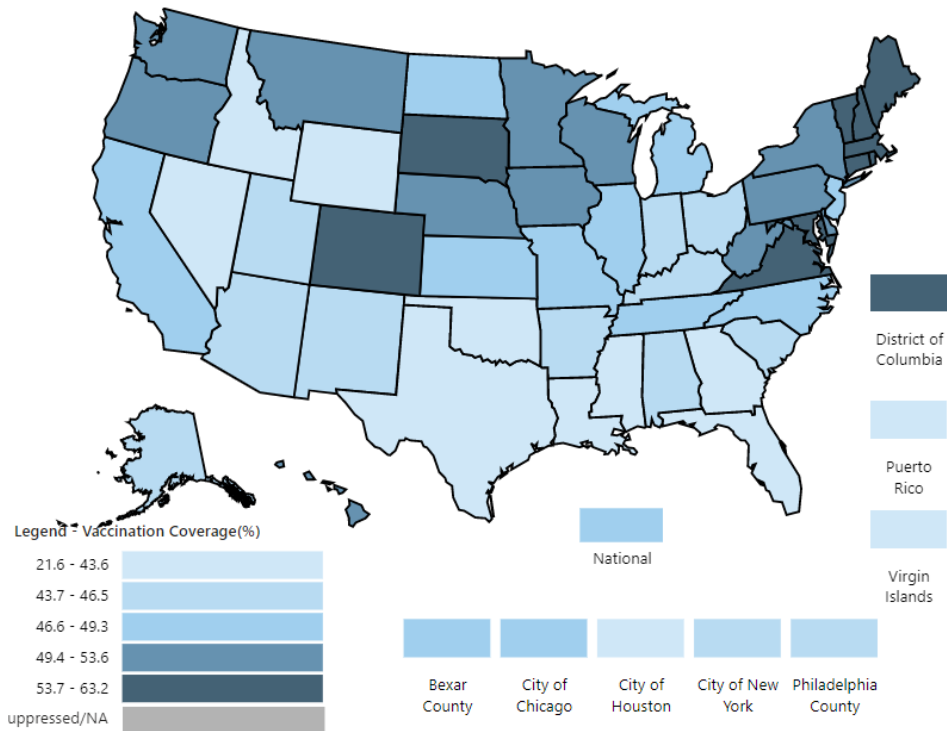 District of
Columbia
Puerto
Rico
Virgin
Islands
National
Legend - Vaccination Coverage(%)
21.6 - 43.6
43.7 - 46.5
46.6 - 49.3
49.4 - 53.6
53.7 - 63.2
uppressed/NA
Bexar
County
City of
Chicago
City of
Houston
City of New
York
Philadelphia
County